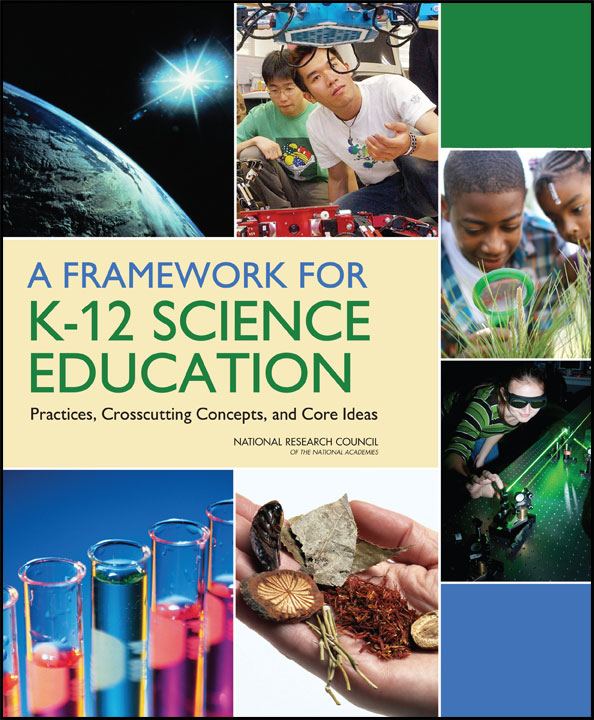 A FRAMEWORK FOR
K-12 SCIENCE
EDUCATION
Practices, Crosscutting Concepts, and Core Ideas
NATIONAL RESEARCH COUNCIL
OF THE NATIONAL ACADEMIES